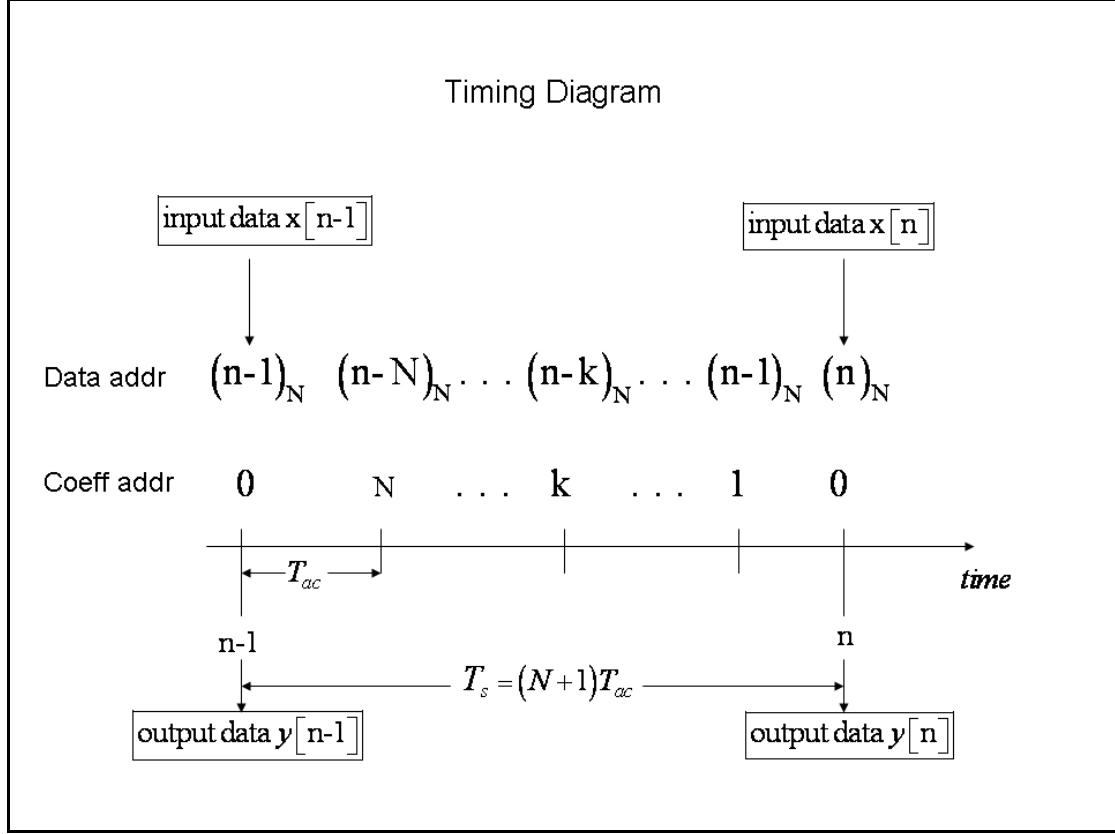 Timing Diagram
input data x[n-1] input data x[n]
Data addr (n-1)N (n-N)N . . . (n-k)N . . . (n-1)N (n)N
Coeff addr 0 N . . . k . . . 1 0
Tac
time
n-1 n
Ts = (N+1)Tac
output data y[n-1] output data y[n]